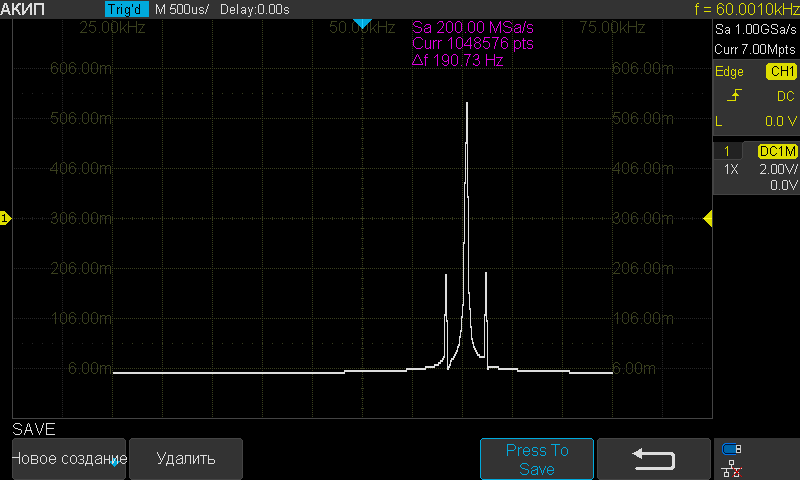 АКИП Trig'd M 500us/ Delay:0.00s f = 60.0010kHz
25.00kHz 50.00kHz 75.00kHz
Sa 200.00 MSa/s
Curr 1048576 pts
Δf 190.73 Hz
Sa 1.00GSa/s
Curr 7.00Mpts
606.00m 606.00m
Edge CH1
DC
506.00m 506.00m
L 0.0 V
406.00m 406.00m
1 DC1M
1X 2.00V/
0.0V
1 306.00m 306.00m
206.00m 206.00m
106.00m 106.00m
6.00m 6.00m
SAVE
Новое создание Удалить Press To
Save